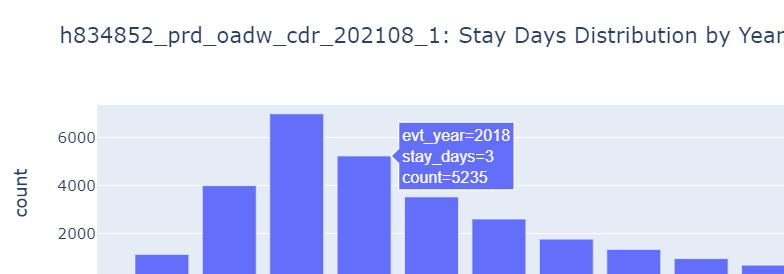 h834852_prd_oadw_cdr_202108_1: Stay Days Distribution by Year
evt_year=2018
stay_days=3
count=5235
6000
4000
2000
count